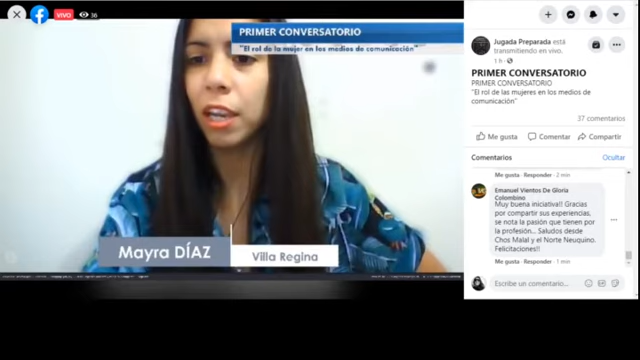 VIVO
36
PRIMER CONVERSATORIO
"El rol de la mujer en los medios de comunicación"
Mayra DÍAZ
Villa Regina
Jugada Preparada está
transmitiendo en vivo.
1 h
PRIMER CONVERSATORIO
PRIMER CONVERSATORIO
"El rol de las mujeres en los medios de
comunicación"
37 comentarios
Me gusta
Comentar
Compartir
Comentarios
Ocultar
Me gusta · Responder · 2 min
Emanuel Vientos De Gloria
Colombino
Muy buena iniciativa!! Gracias
por compartir sus experiencias,
se nota la pasión que tienen por
la profesión... Saludos desde
Chos Malal y el Norte Neuquino.
Felicitaciones!!
Me gusta · Responder · 1 min
Escribe un comentario...